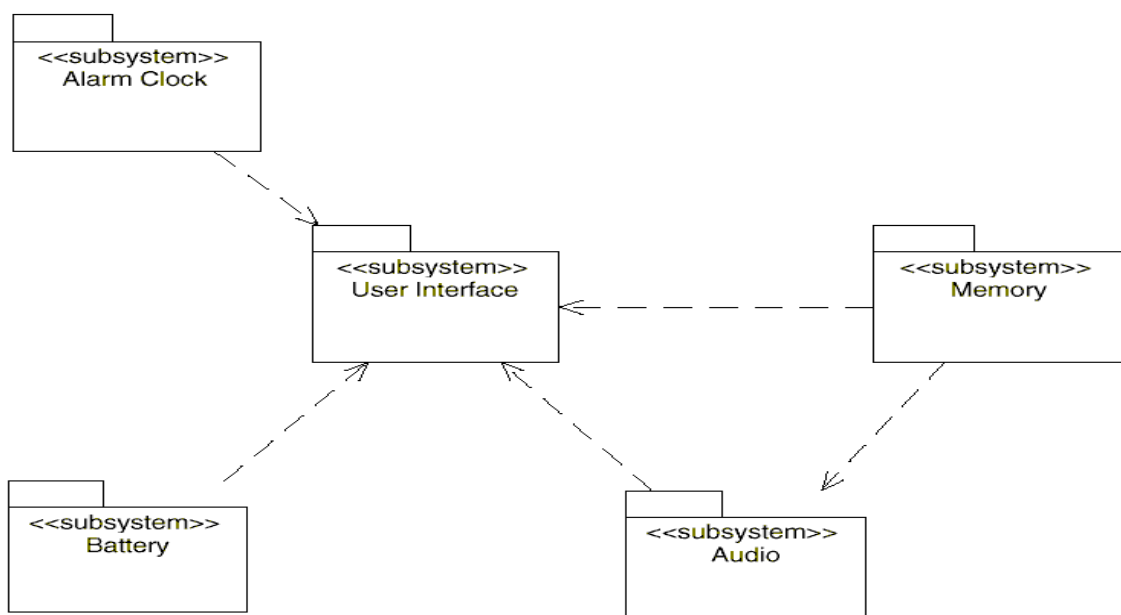 <<subsystem>>
Alarm Clock
<<subsystem>>
User Interface
<<subsystem>>
Memory
<<subsystem>>
Battery
<<subsystem>>
Audio